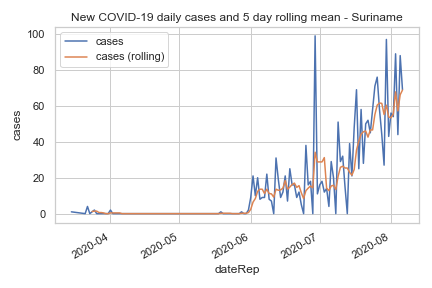 New COVID-19 daily cases and 5 day rolling mean - Suriname
cases
cases (rolling)
100
80
60
40
20
0
cases
2020-04
2020-05
2020-06
2020-07
2020-08
dateRep